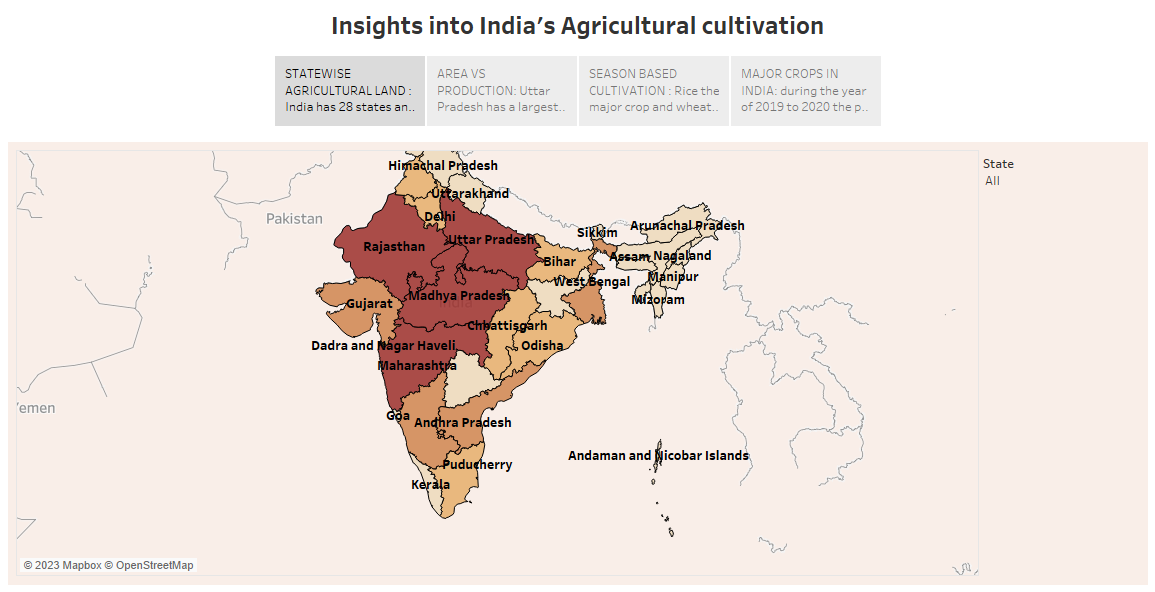 Insights into India's Agricultural cultivation
STATEWISE
AGRICULTURAL LAND :
India has 28 states an..
AREA VS
PRODUCTION: Uttar
Pradesh has a largest..
SEASON BASED
CULTIVATION : Rice the
major crop and wheat..
MAJOR CROPS IN
INDIA: during the year
of 2019 to 2020 the p..
State
All
Himachal Pradesh
Uttarakhand
Pakistan
Delhi
Rajasthan
Uttar Pradesh
Sikkim
Arunachal Pradesh
Bihar
Assam
Nagaland
Manipur
West Bengal
Gujarat
Madhya Pradesh
Mizoram
Chhattisgarh
Dadra and Nagar Haveli
Odisha
Maharashtra
emen
Goa
Andhra Pradesh
Andaman and Nicobar Islands
Puducherry
Kerala
© 2023 Mapbox © OpenStreetMap